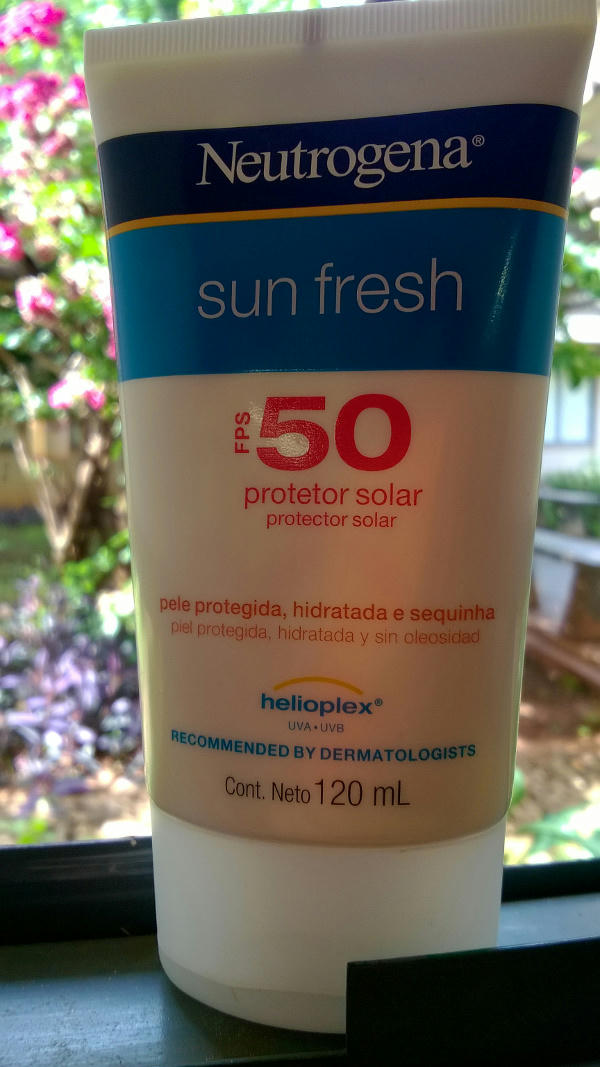 Neutrogena®
sun fresh
FPS 50
protetor solar
protector solar
pele protegida, hidratada e sequinha
piel protegida, hidratada y sin oleosidad
helioplex®
UVA • UVB
RECOMMENDED BY DERMATOLOGISTS
Cont. Neto 120 mL